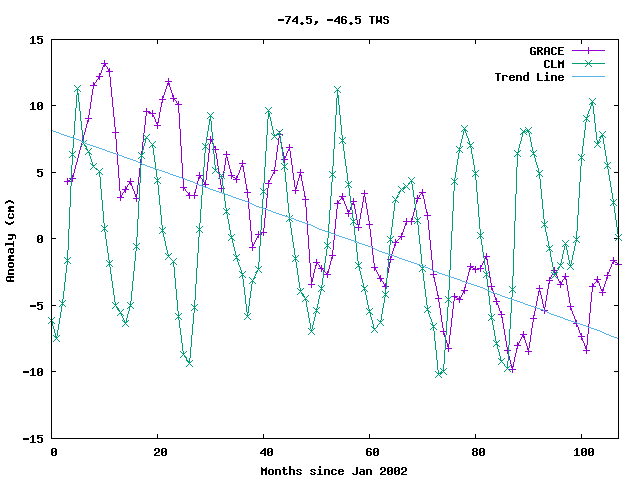 -74.5, -46.5 TWS
GRACE
CLM
Trend Line
15
10
5
0
-5
-10
-15
Anomaly (cm)
0 20 40 60 80 100
Months since Jan 2002